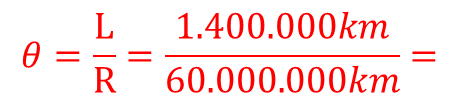 θ = L/R = 1.400.000km/60.000.000km =